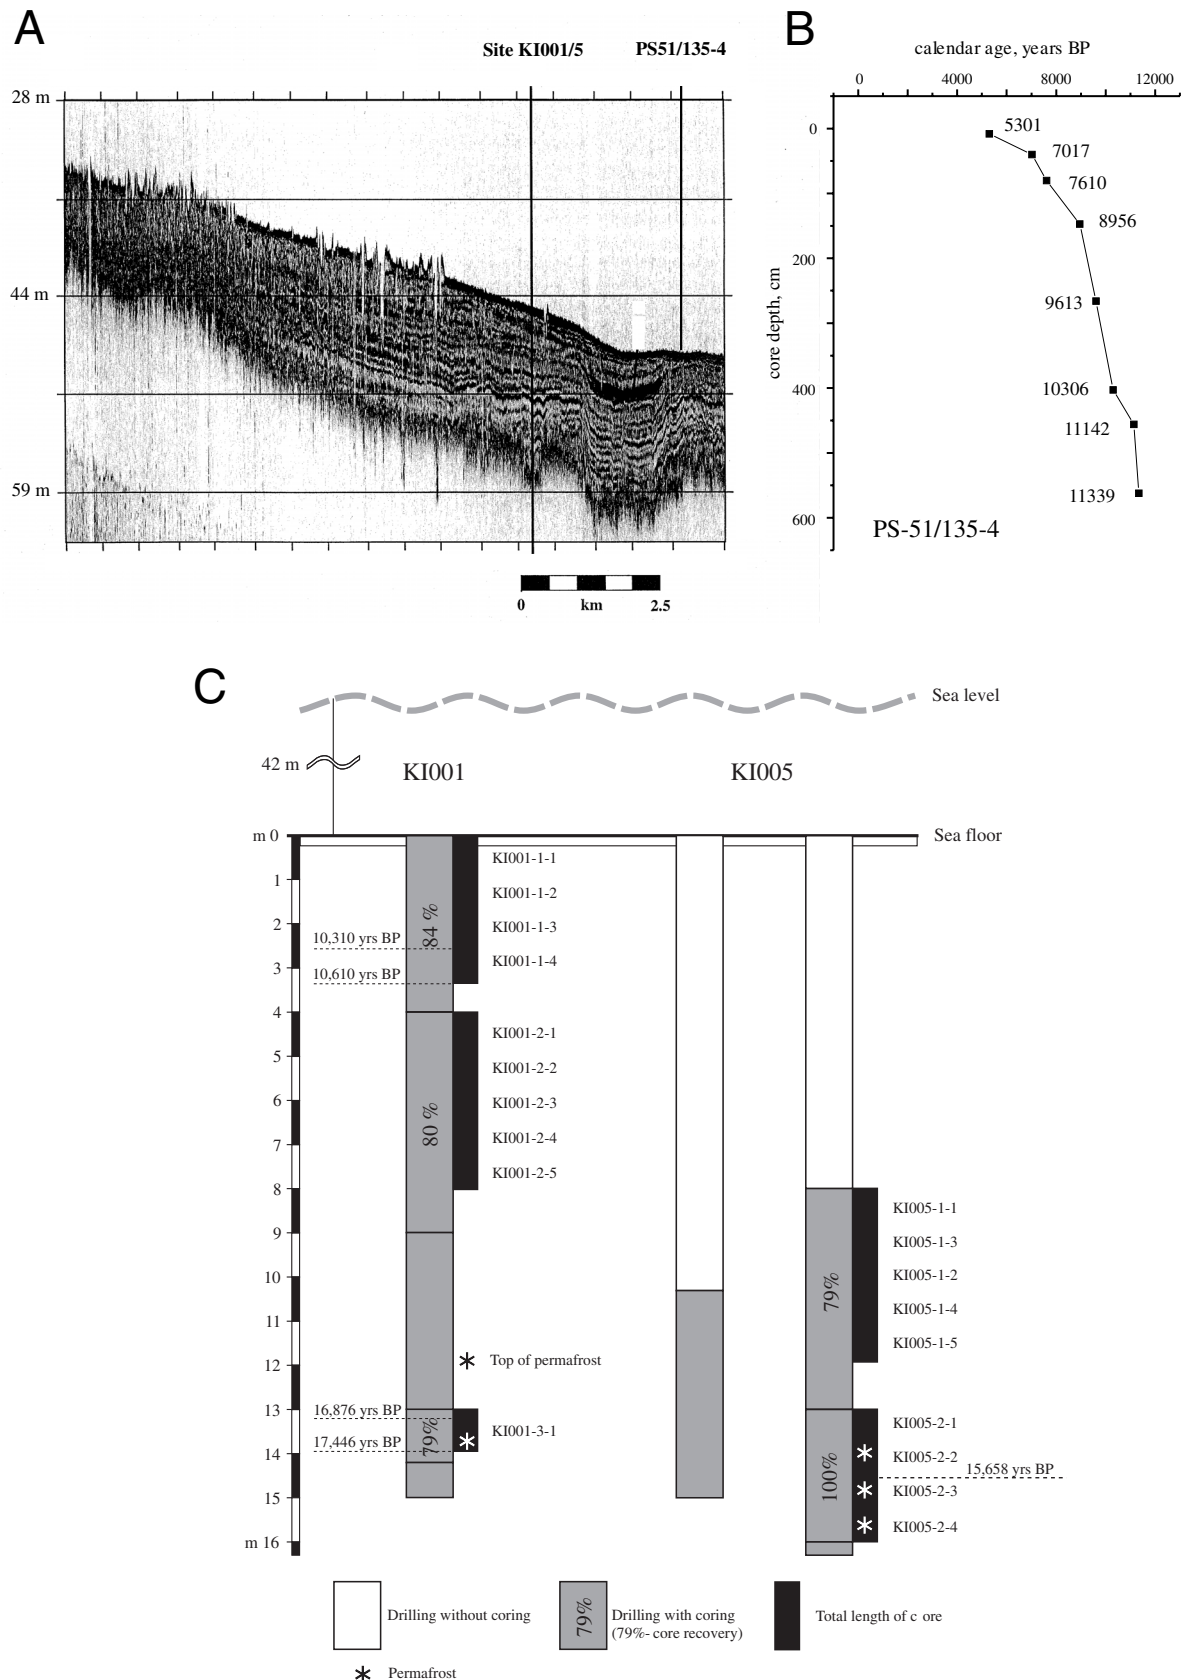 A
Site KI001/5
PS51/135-4
28 m
44 m
59 m
0
km
2.5
B
calendar age, years BP
0
4000
8000
12000
core depth, cm
0
200
400
600
5301
7017
7610
8956
9613
10306
11142
11339
PS-51/135-4
C
Sea level
42 m
KI001
KI005
m 0
Sea floor
1
2
3
4
5
6
7
8
9
10
11
12
13
14
15
m 16
84 %
80 %
79%
10,310 yrs BP
10,610 yrs BP
16,876 yrs BP
17,446 yrs BP
KI001-1-1
KI001-1-2
KI001-1-3
KI001-1-4
KI001-2-1
KI001-2-2
KI001-2-3
KI001-2-4
KI001-2-5
Top of permafrost
KI001-3-1
79%
100%
KI005-1-1
KI005-1-3
KI005-1-2
KI005-1-4
KI005-1-5
KI005-2-1
KI005-2-2
15,658 yrs BP
KI005-2-3
KI005-2-4
Drilling without coring
79%
Drilling with coring
(79%- core recovery)
Total length of c ore
Permafrost